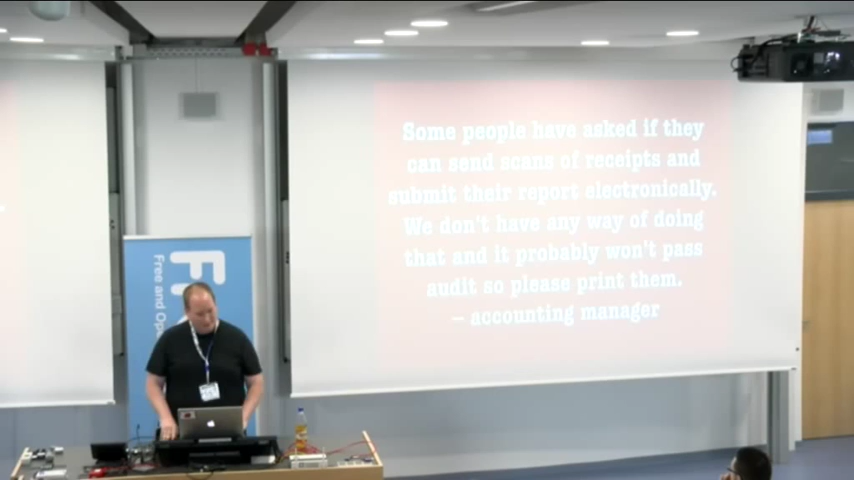 Some people have asked if they
can send scans of receipts and
submit their report electronically.
We don't have any way of doing
that and it probably won't pass
audit so please print them.
– accounting manager
Free and Ope